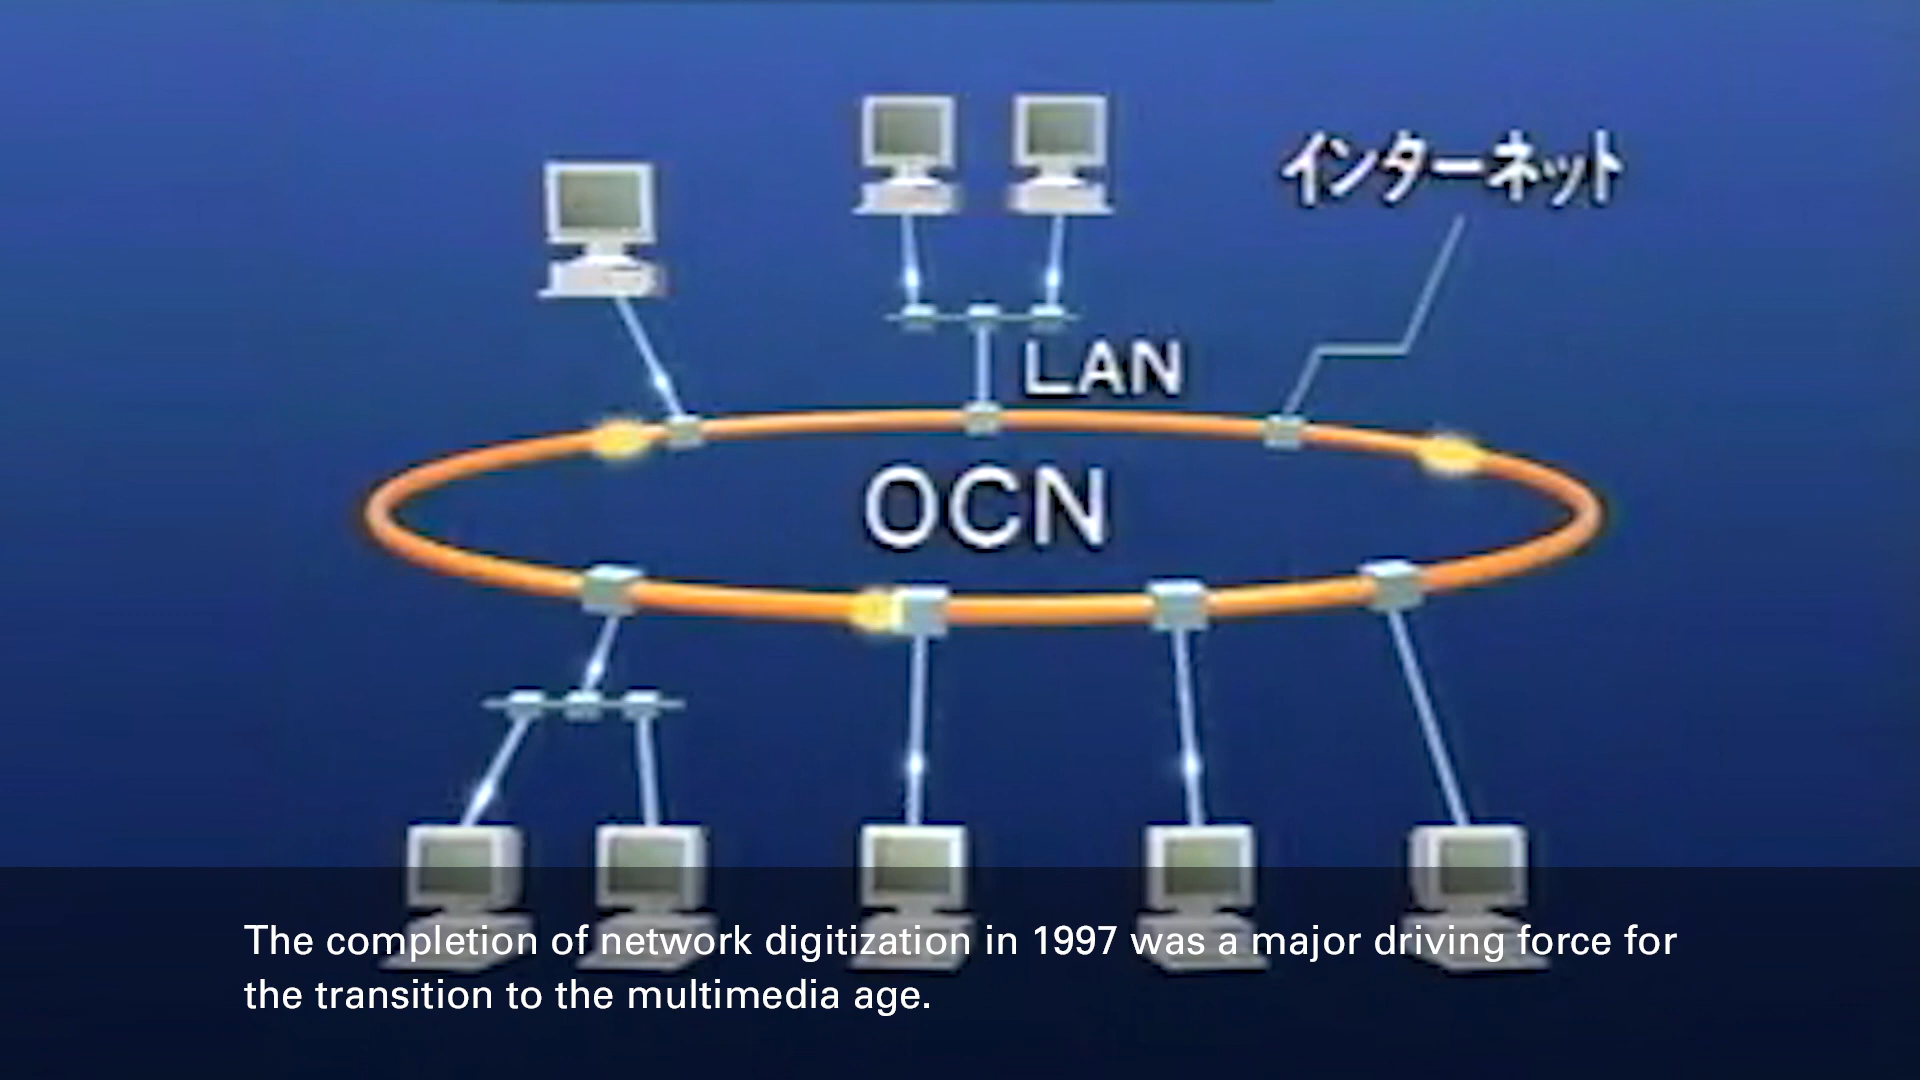 インターネット
LAN
OCN
The completion of network digitization in 1997 was a major driving force for
the transition to the multimedia age.